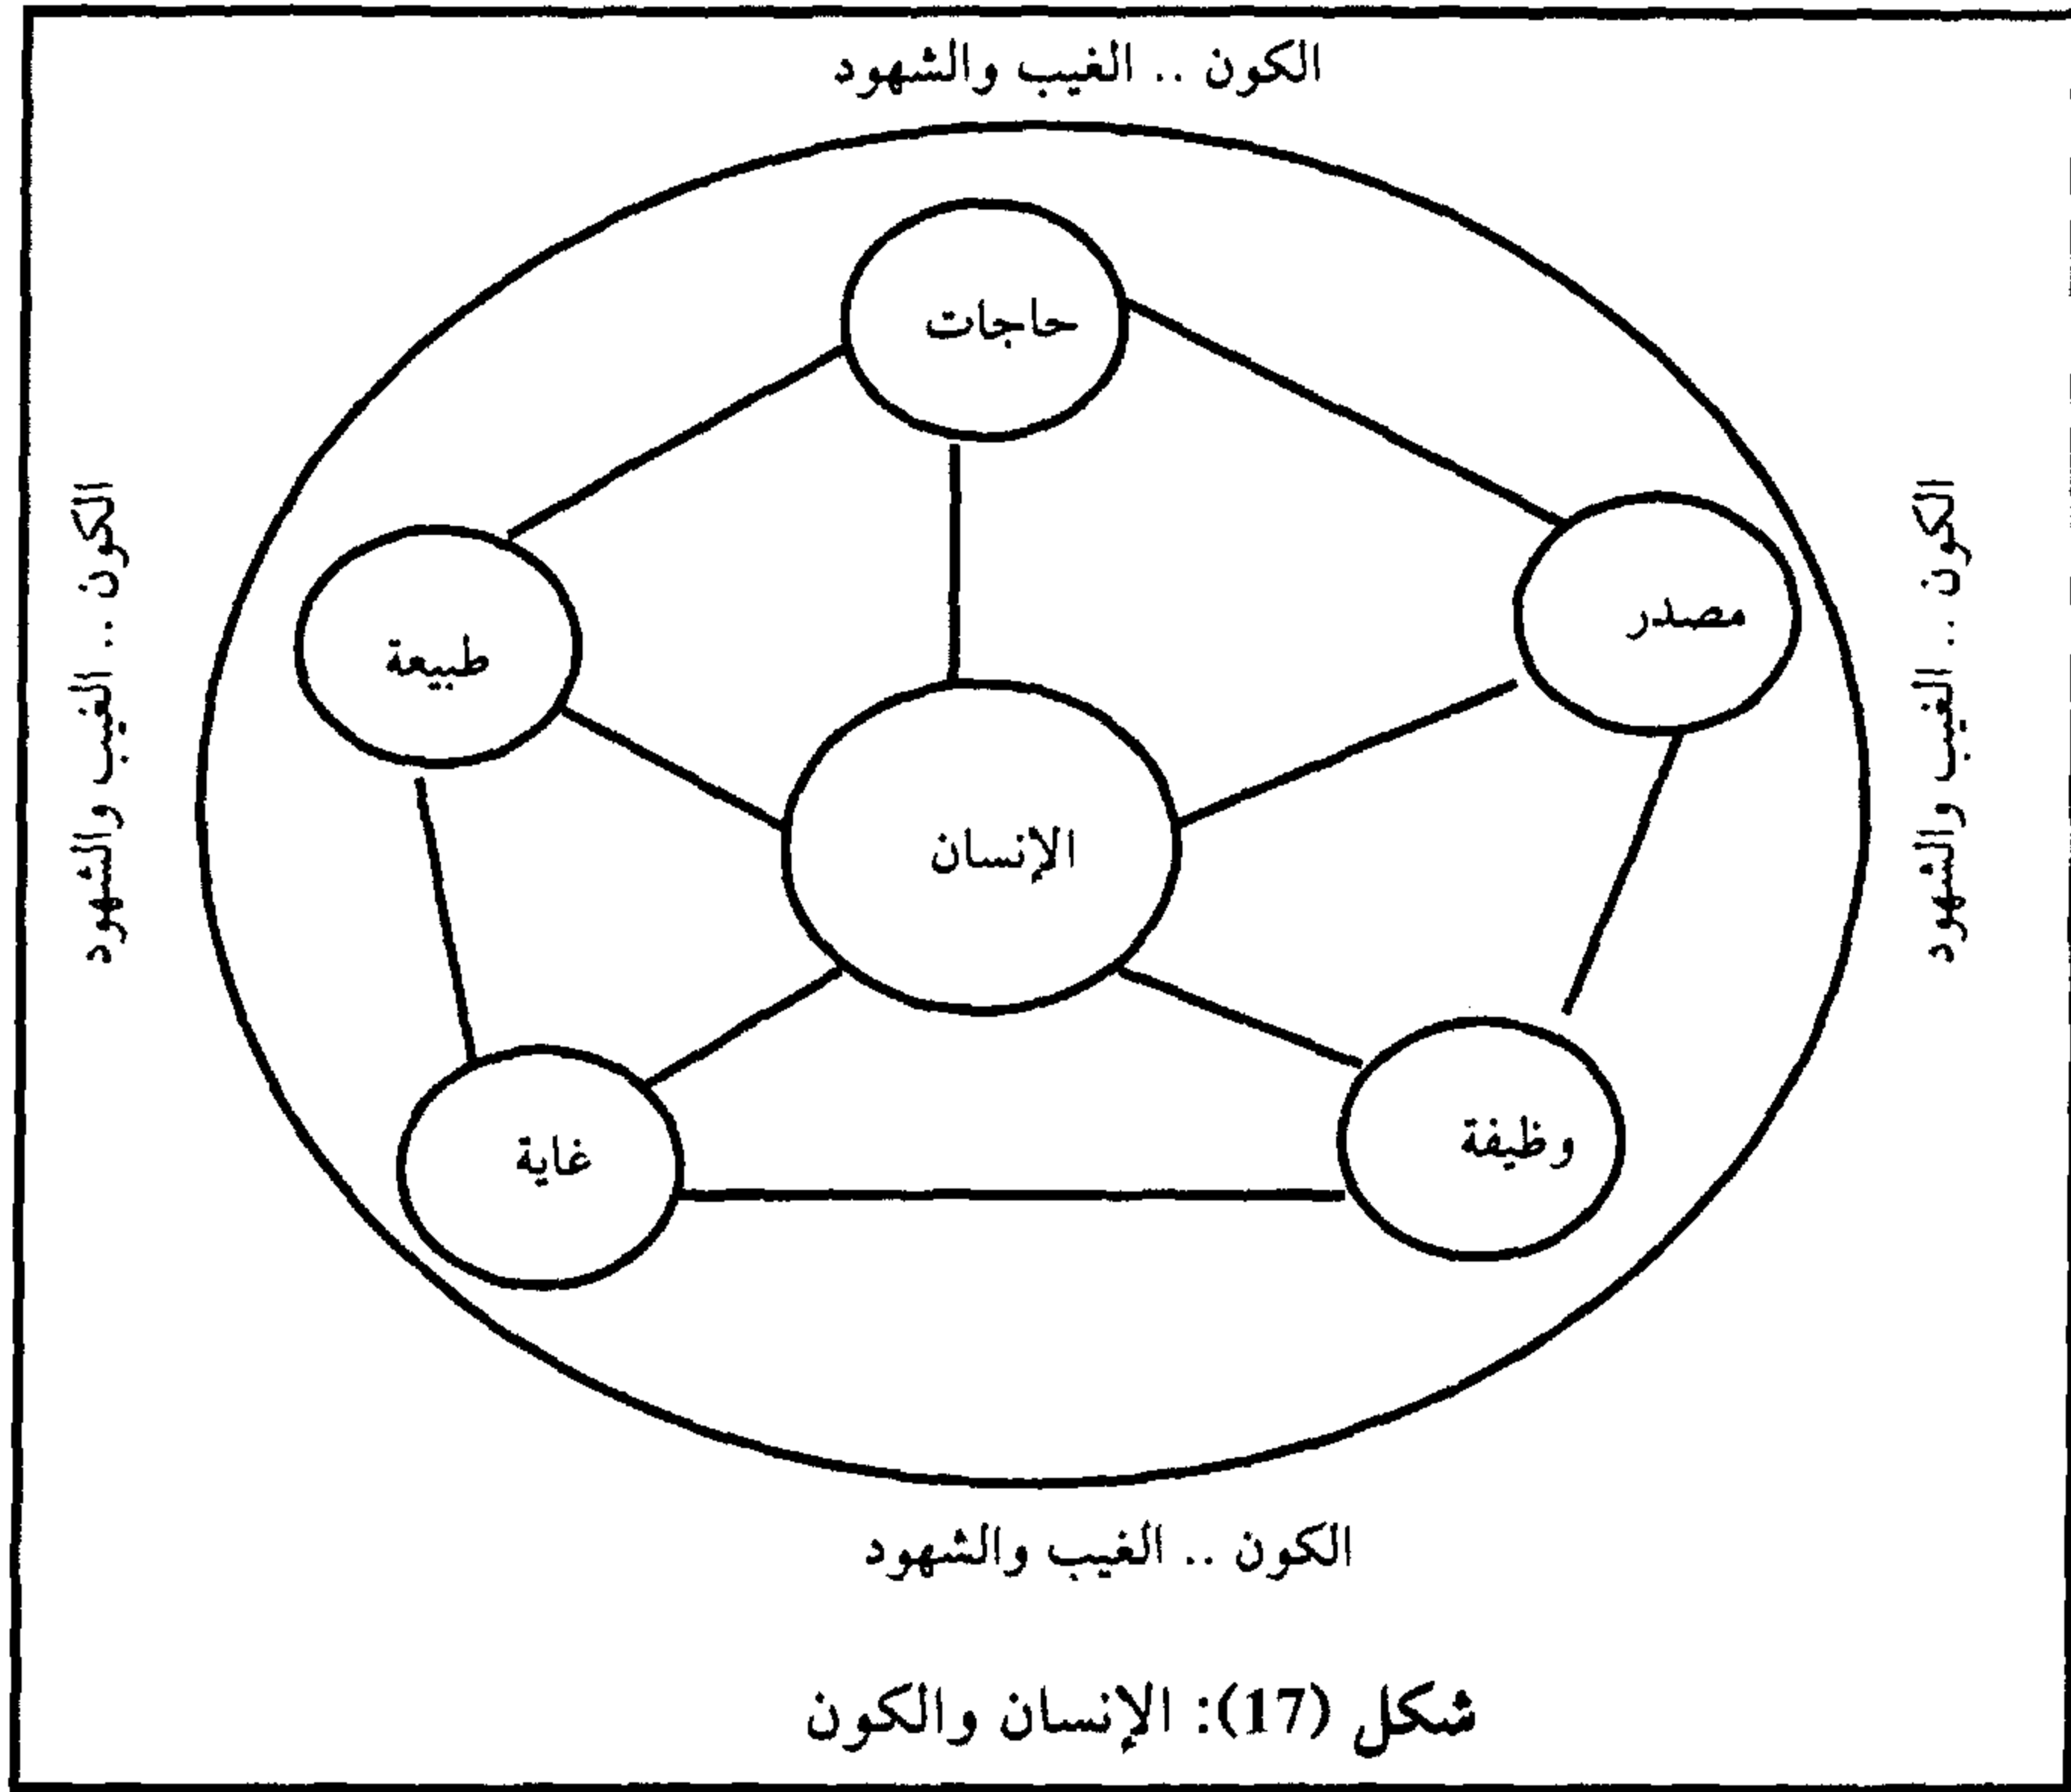 الكون .. الغيب والشهود
حاجات
مصدر
طبيعة
الكون .. الغيب والشهود
الكون .. الغيب والشهود
الإنسان
وظيفة
غاية
الكون .. الغيب والشهود
شكل (17): الإنسان والكون